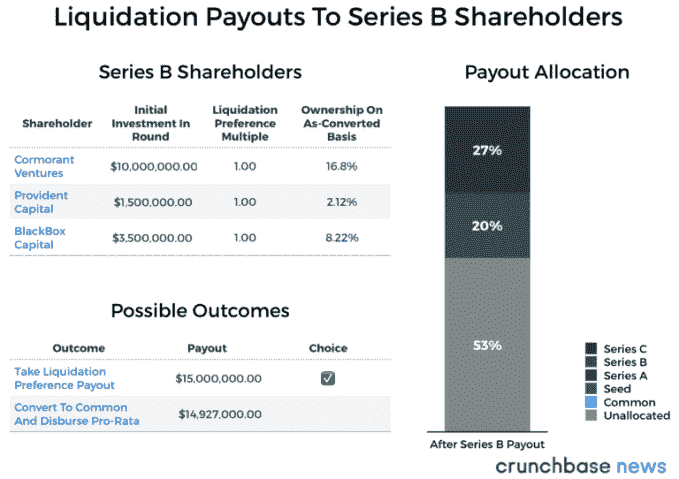 Liquidation Payouts To Series B Shareholders
Series B Shareholders
Shareholder
Initial
Investment In
Round
Liquidation
Preference
Multiple
Ownership On
As-Converted
Basis
Cormorant
Ventures
$10,000,000.00
1.00
16.8%
Provident
Capital
$1,500,000.00
1.00
2.12%
BlackBox
Capital
$3,500,000.00
1.00
8.22%
Possible Outcomes
Outcome
Payout
Choice
Take Liquidation
Preference Payout
$15,000,000.00
Convert To Common
And Disburse Pro-Rata
$14,927,000.00
Payout Allocation
27%
20%
53%
After Series B Payout
Series C
Series B
Series A
Seed
Common
Unallocated
crunchbase news